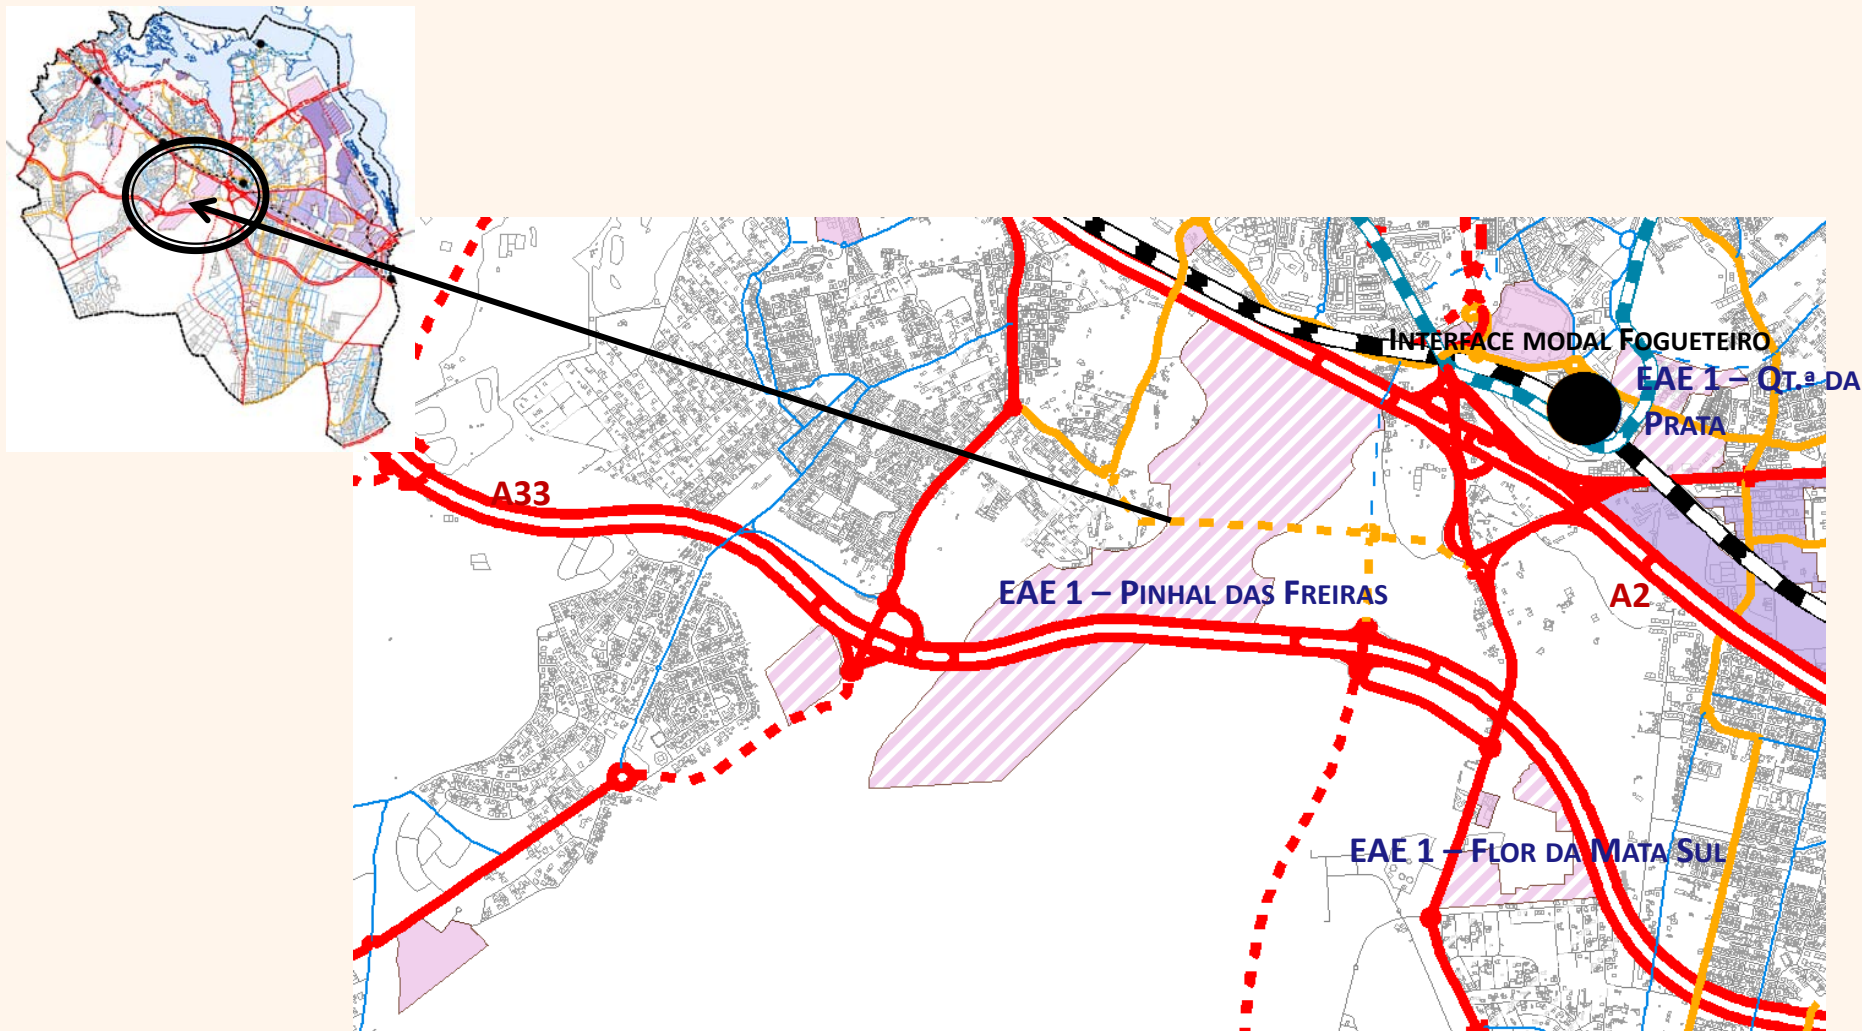 INTERFACE MODAL FOGUETEIRO
EAE 1 – QT.ª DA
PRATA
A33
EAE 1 – PINHAL DAS FREIRAS
A2
EAE 1 – FLOR DA MATA SUL